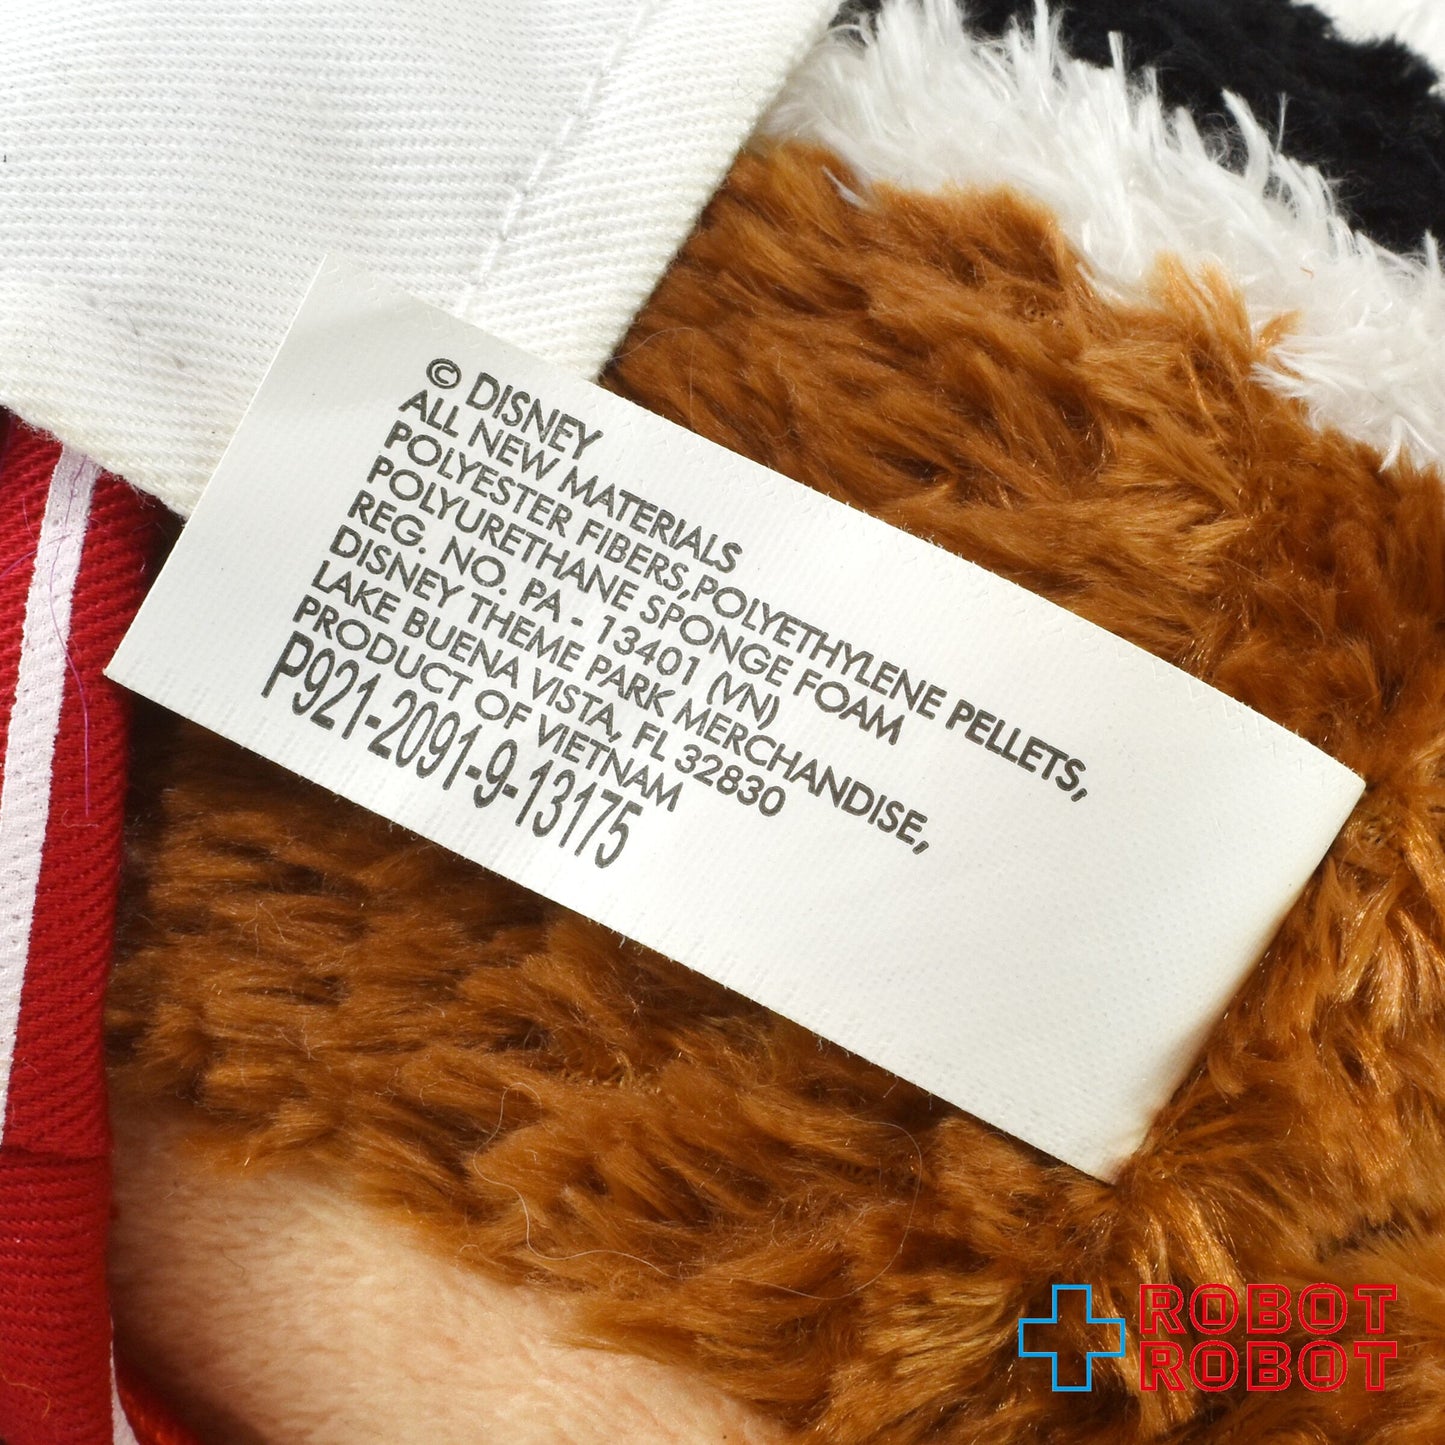 © DISNEY
ALL NEW MATERIALS
POLYESTER FIBERS,POLYETHYLENE PELLETS,
POLYURETHANE SPONGE FOAM
REG. NO. PA - 13401 (VN)
DISNEY THEME PARK MERCHANDISE,
LAKE BUENA VISTA, FL 32830
PRODUCT OF VIETNAM
P921-2091-9-13175
ROBOT
ROBOT